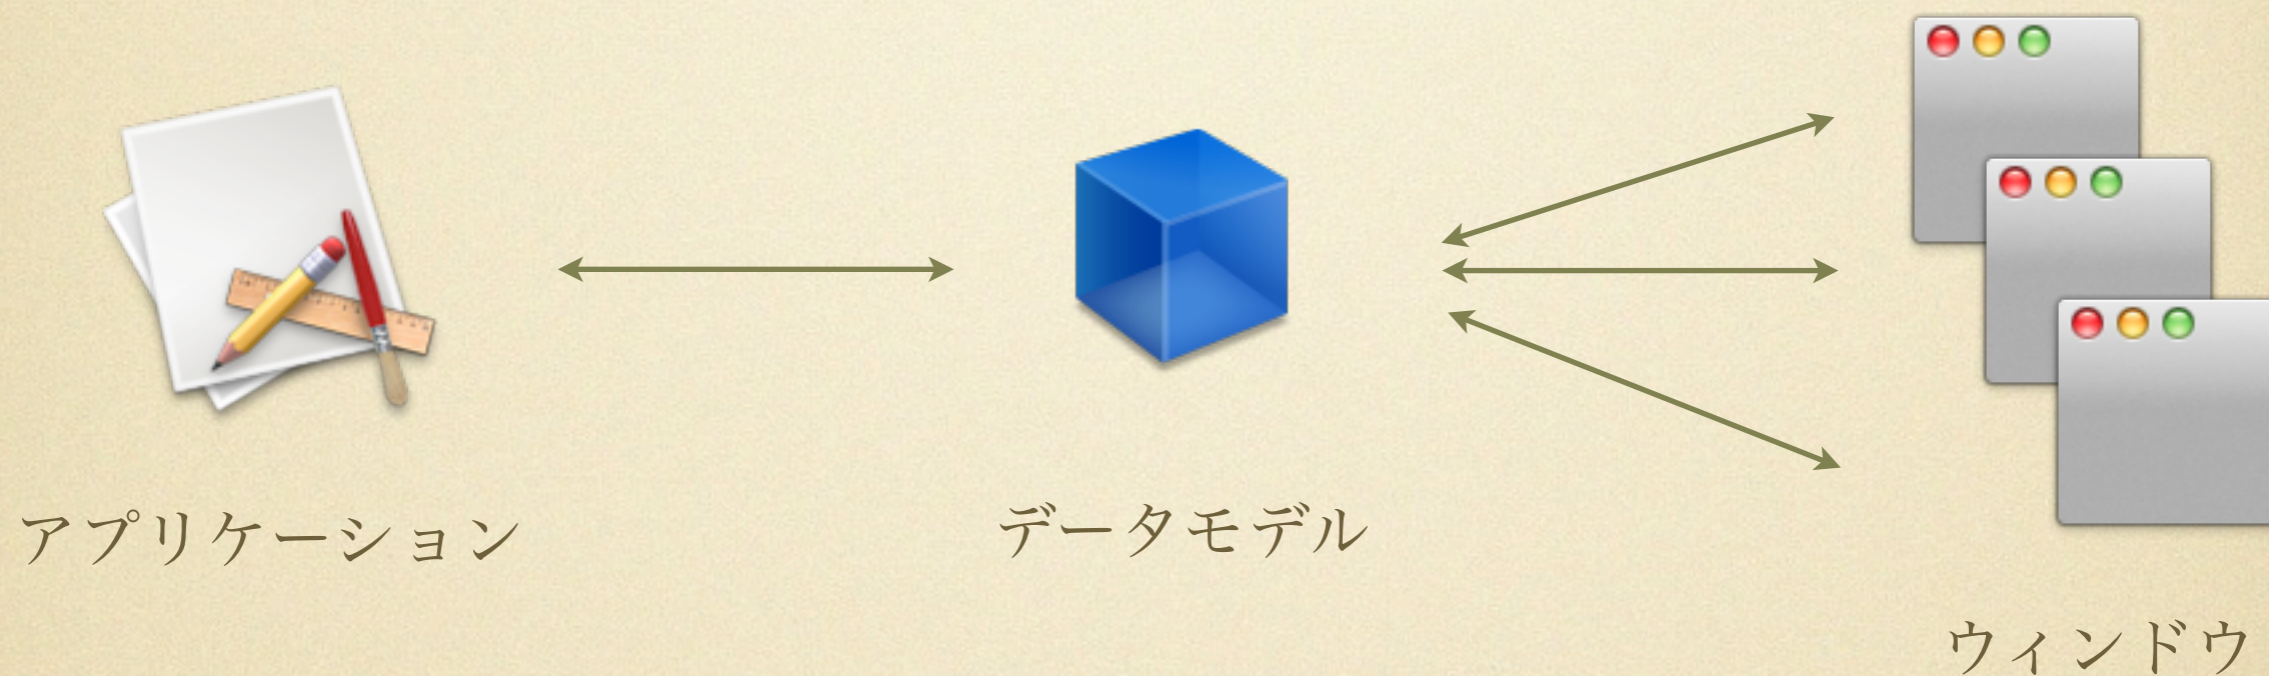 アプリケーション
データモデル
ウィンドウ